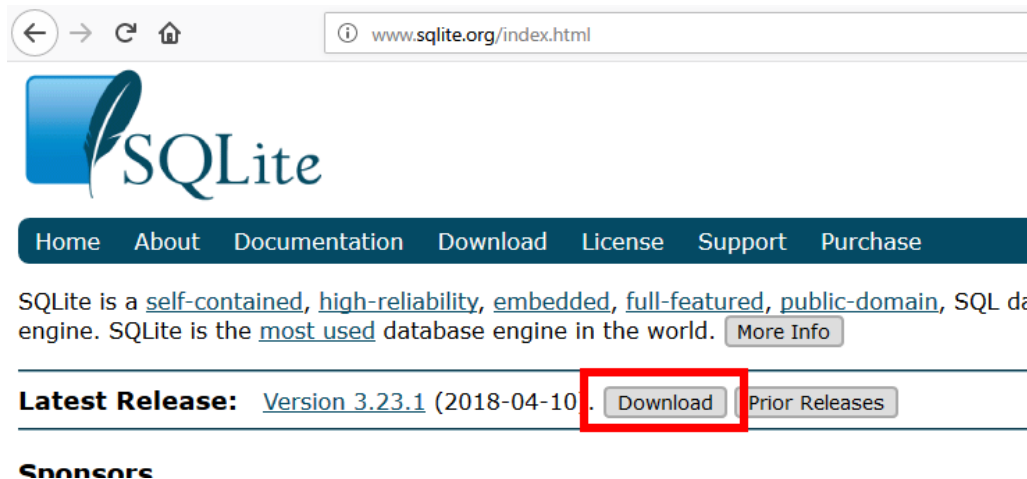 www.sqlite.org/index.html
SQLite
Home About Documentation Download License Support Purchase
SQLite is a self-contained, high-reliability, embedded, full-featured, public-domain, SQL da
engine. SQLite is the most used database engine in the world. More Info
Latest Release: Version 3.23.1 (2018-04-10). Download Prior Releases
Sponsors